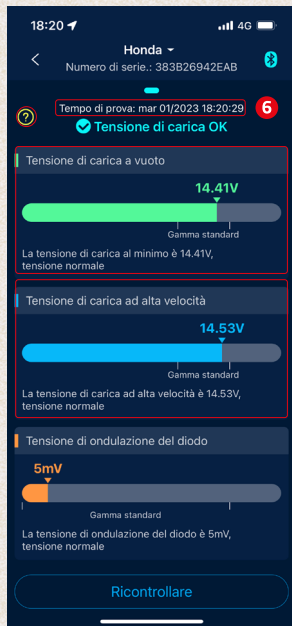 18:20 4G
Honda
Numero di serie.: 383B26942EAB
Tempo di prova: mar 01/2023 18:20:29 6
? Tensione di carica OK
Tensione di carica a vuoto
14.41V
Gamma standard
La tensione di carica al minimo è 14.41V,
tensione normale
Tensione di carica ad alta velocità
14.53V
Gamma standard
La tensione di carica ad alta velocità è 14.53V,
tensione normale
Tensione di ondulazione del diodo
5mV
Gamma standard
La tensione di ondulazione del diodo è 5mV,
tensione normale
Ricontrollare